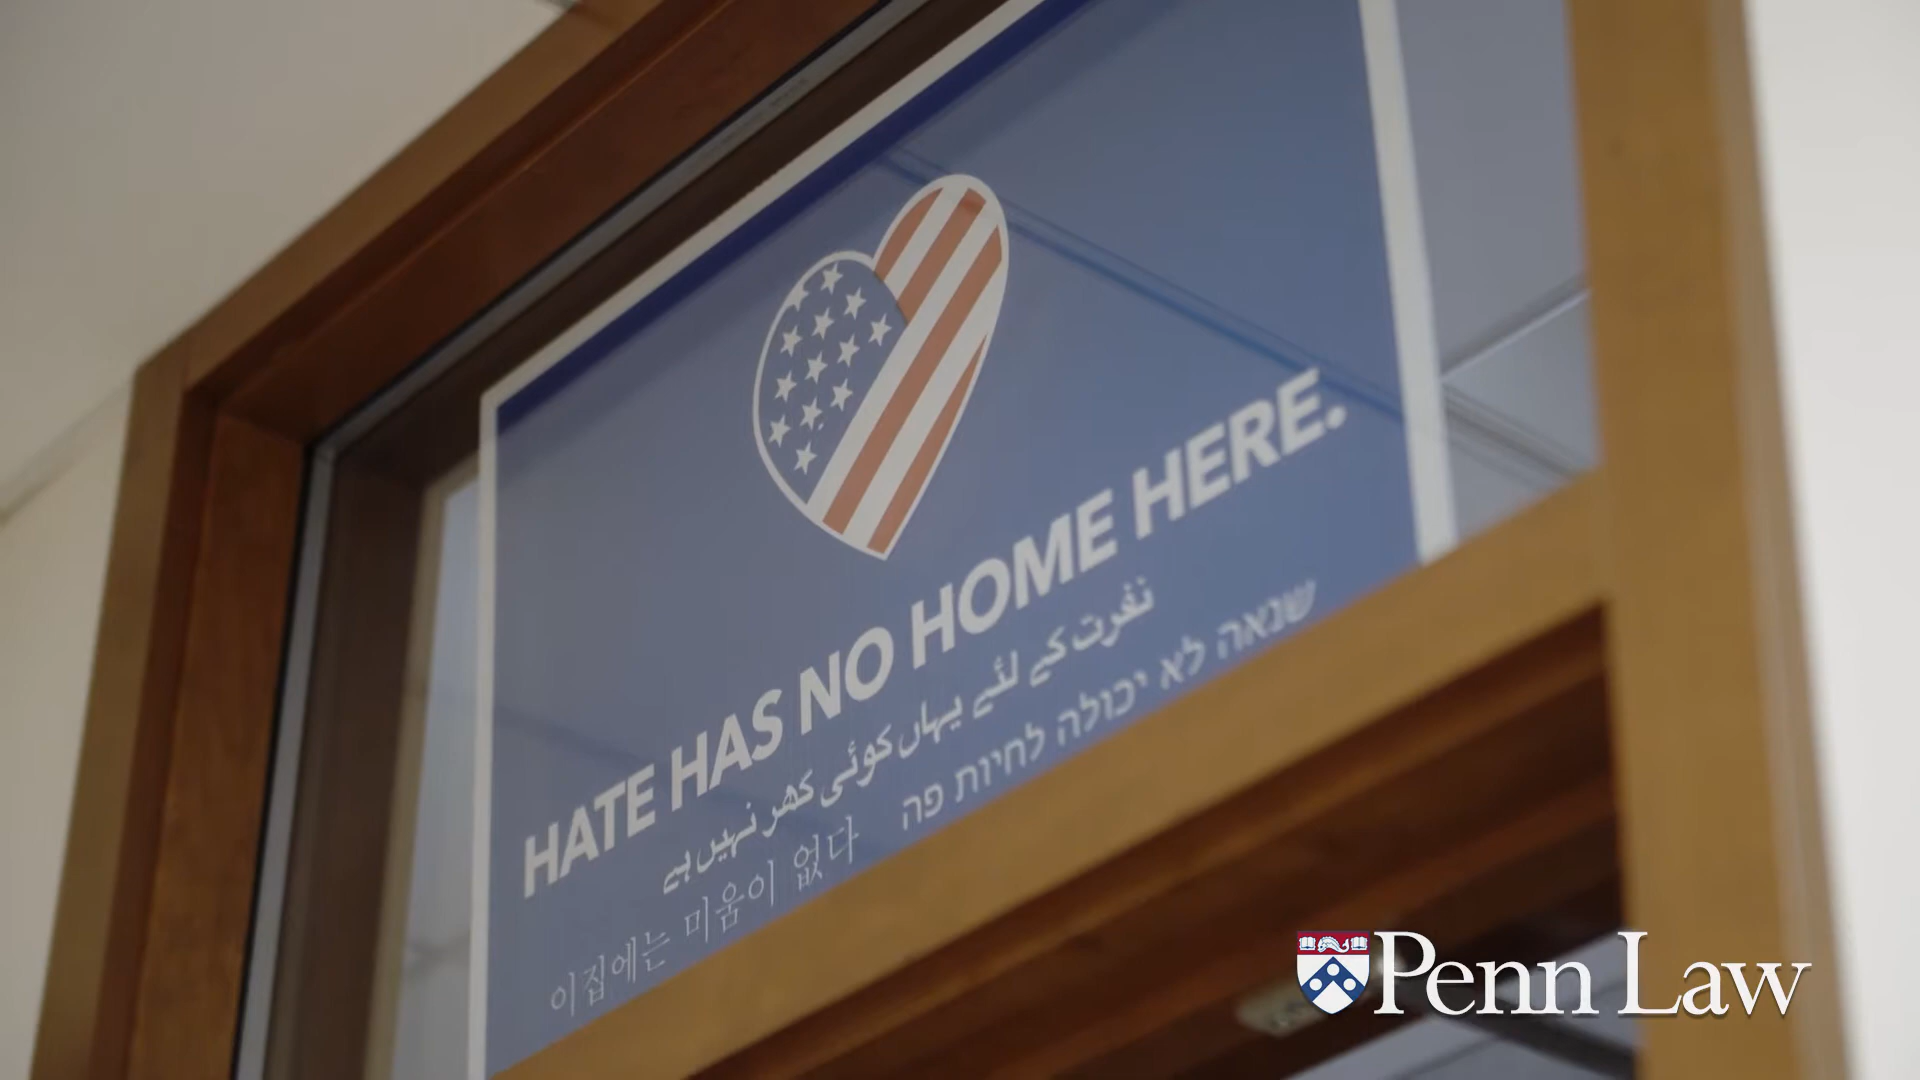 HATE HAS NO HOME HERE.
نفرت کے لئے یہاں کوئی کھر نہیں ہے
שנאה לא יכולה לחיות פה
이집에는 미움이 없다
Penn Law